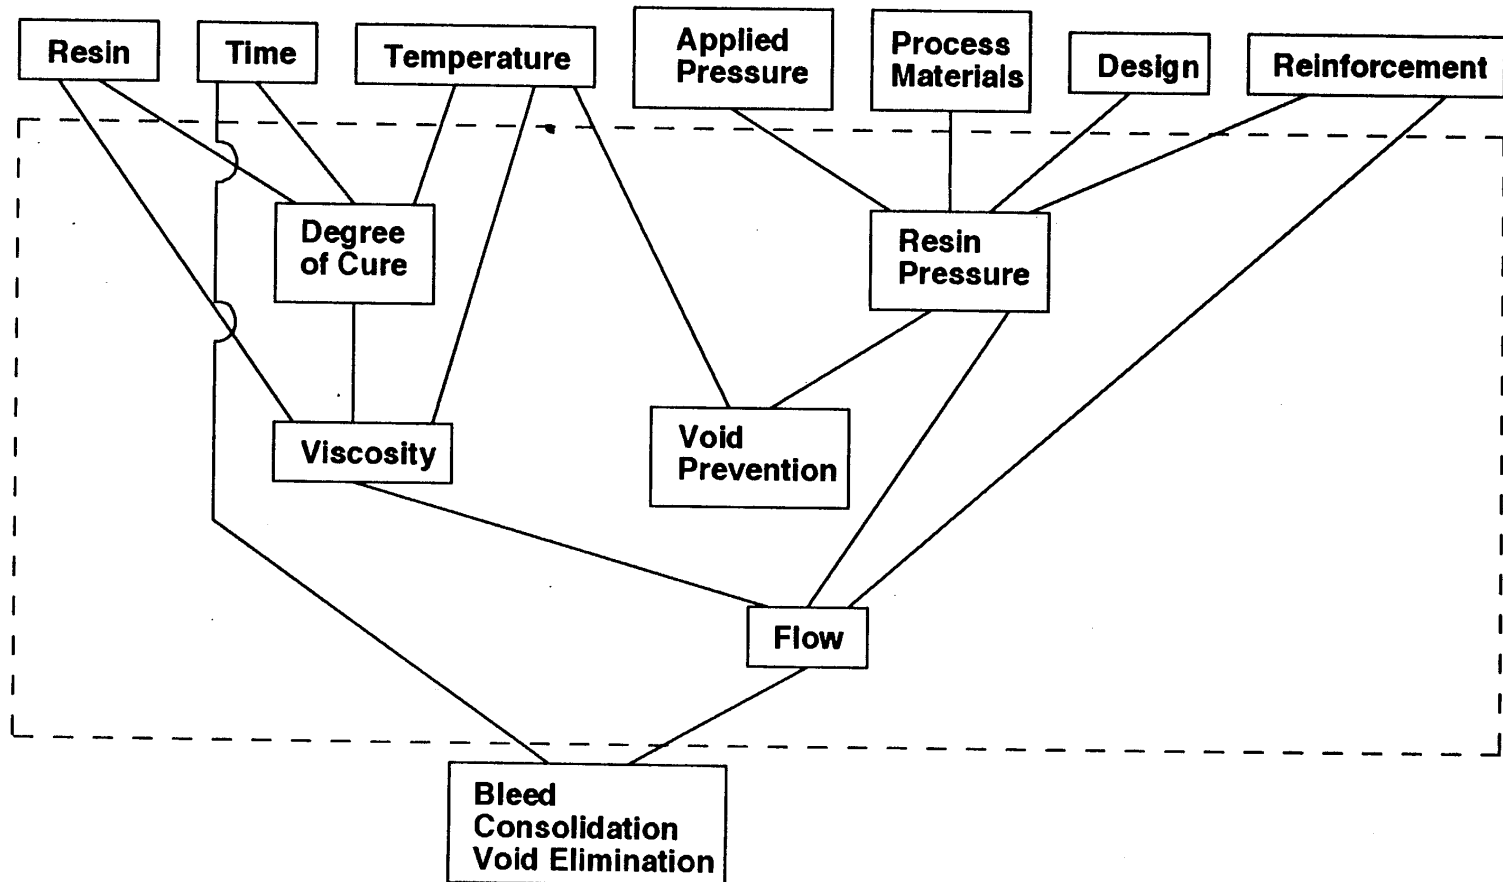 Resin
Time
Temperature
Applied
Pressure
Process
Materials
Design
Reinforcement
Degree
of Cure
Resin
Pressure
Viscosity
Void
Prevention
Flow
Bleed
Consolidation
Void Elimination